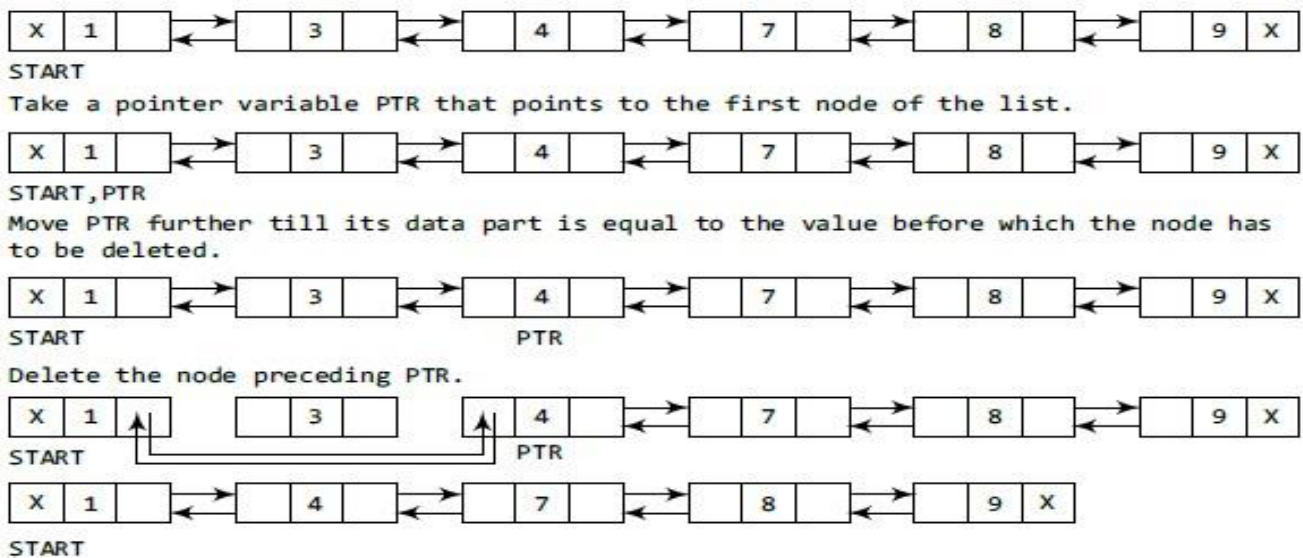 X 1 3 4 7 8 9 X
START
Take a pointer variable PTR that points to the first node of the list.
X 1 3 4 7 8 9 X
START,PTR
Move PTR further till its data part is equal to the value before which the node has
to be deleted.
X 1 3 4 7 8 9 X
START PTR
Delete the node preceding PTR.
X 1 3 4 7 8 9 X
START PTR
X 1 4 7 8 9 X
START